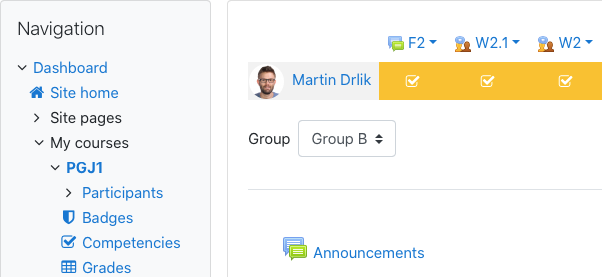 Navigation
Dashboard
Site home
Site pages
My courses
PGJ1
Participants
Badges
Competencies
Grades
F2 W2.1 W2
Martin Drlik
Group Group B
Announcements